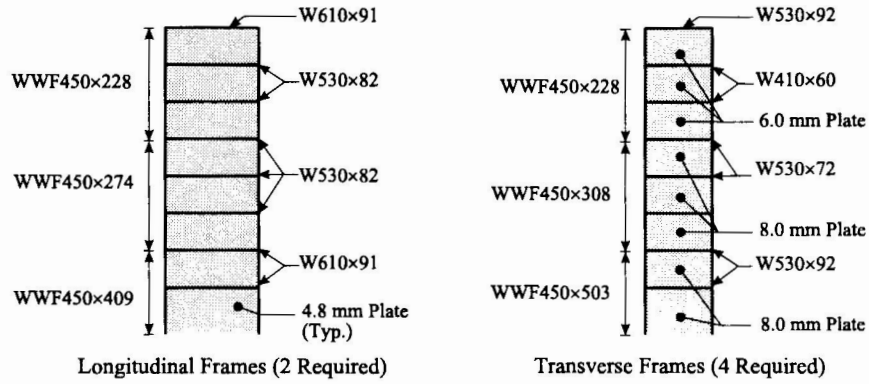 W610×91
WWF450×228
W530×82
WWF450×274
W530×82
W610×91
WWF450×409
4.8 mm Plate
(Typ.)
Longitudinal Frames (2 Required)
W530×92
WWF450×228
W410×60
6.0 mm Plate
W530×72
WWF450×308
8.0 mm Plate
W530×92
WWF450×503
8.0 mm Plate
Transverse Frames (4 Required)